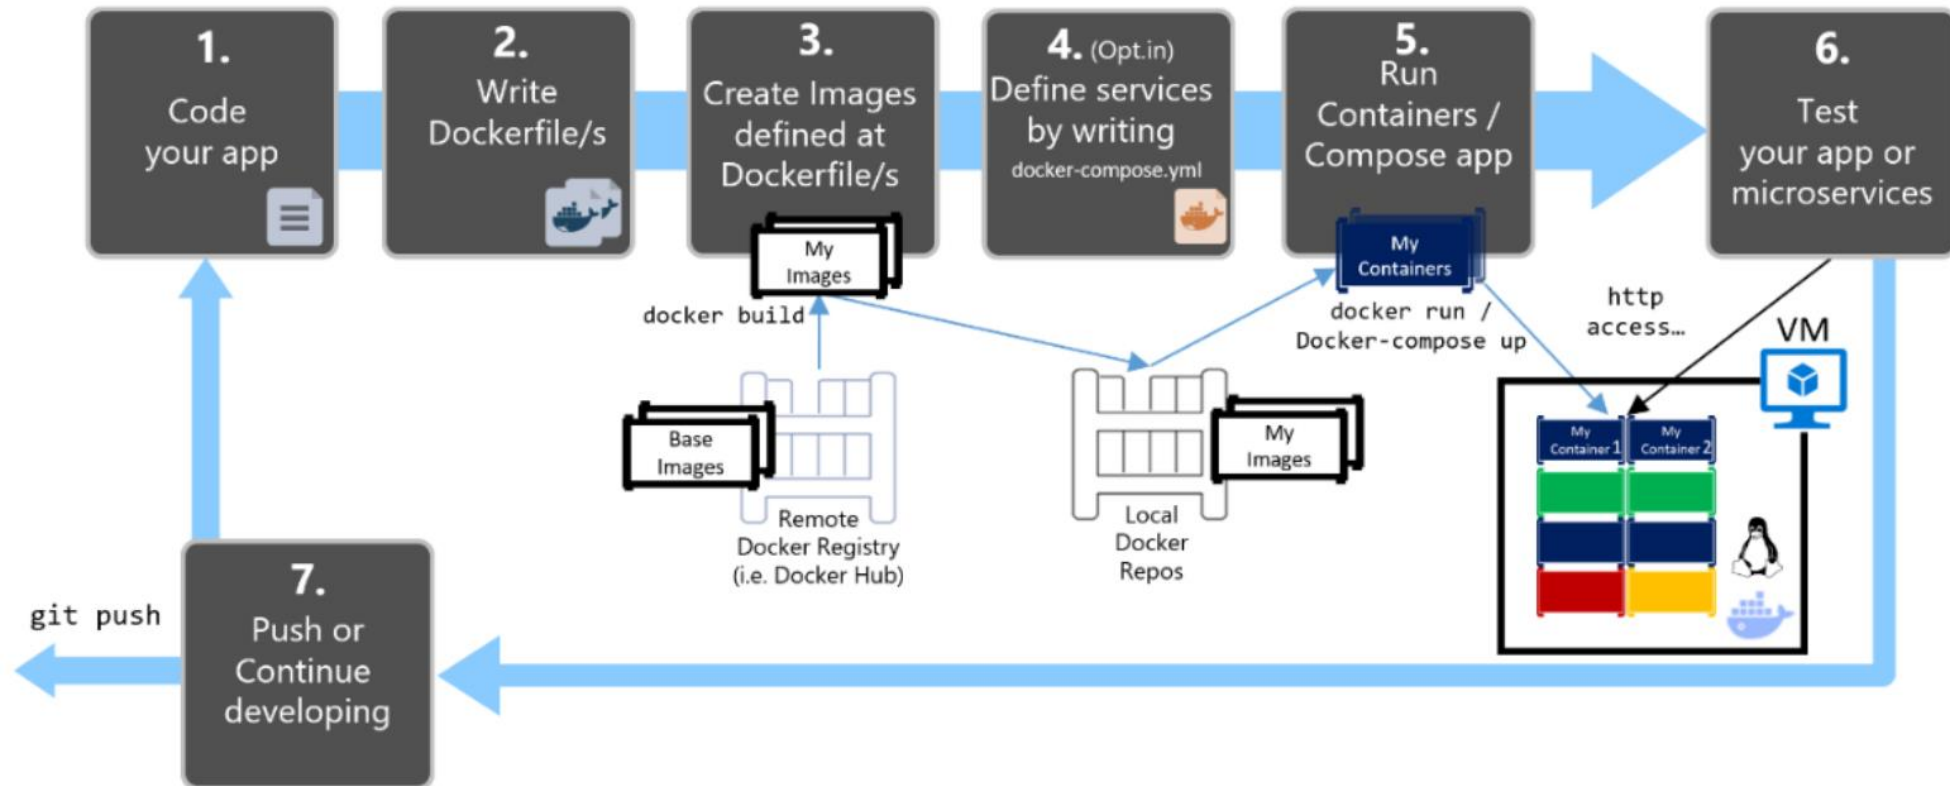 1.
Code
your app
2.
Write
Dockerfile/s
3.
Create Images
defined at
Dockerfile/s
4. (Opt.in)
Define services
by writing
docker-compose.yml
5.
Run
Containers /
Compose app
6.
Test
your app or
microservices
My
Images
docker build
My
Containers
docker run /
Docker-compose up
http
access…
VM
Base
Images
Remote
Docker Registry
(i.e. Docker Hub)
My
Images
Local
Docker
Repos
My
Container 1
My
Container 2
7.
Push or
Continue
developing
git push